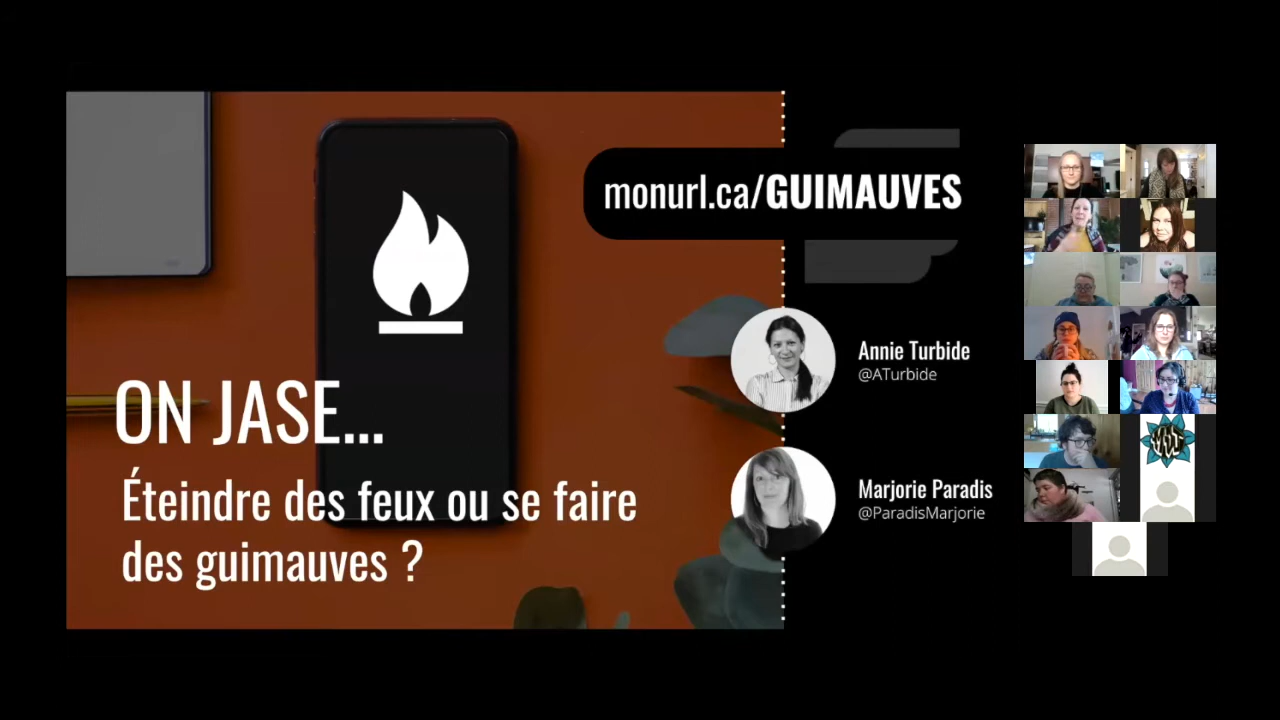 monurl.ca/GUIMAUVES
Annie Turbide
@ATurbide
ON JASE...
Éteindre des feux ou se faire
des guimauves ?
Marjorie Paradis
@ParadisMarjorie